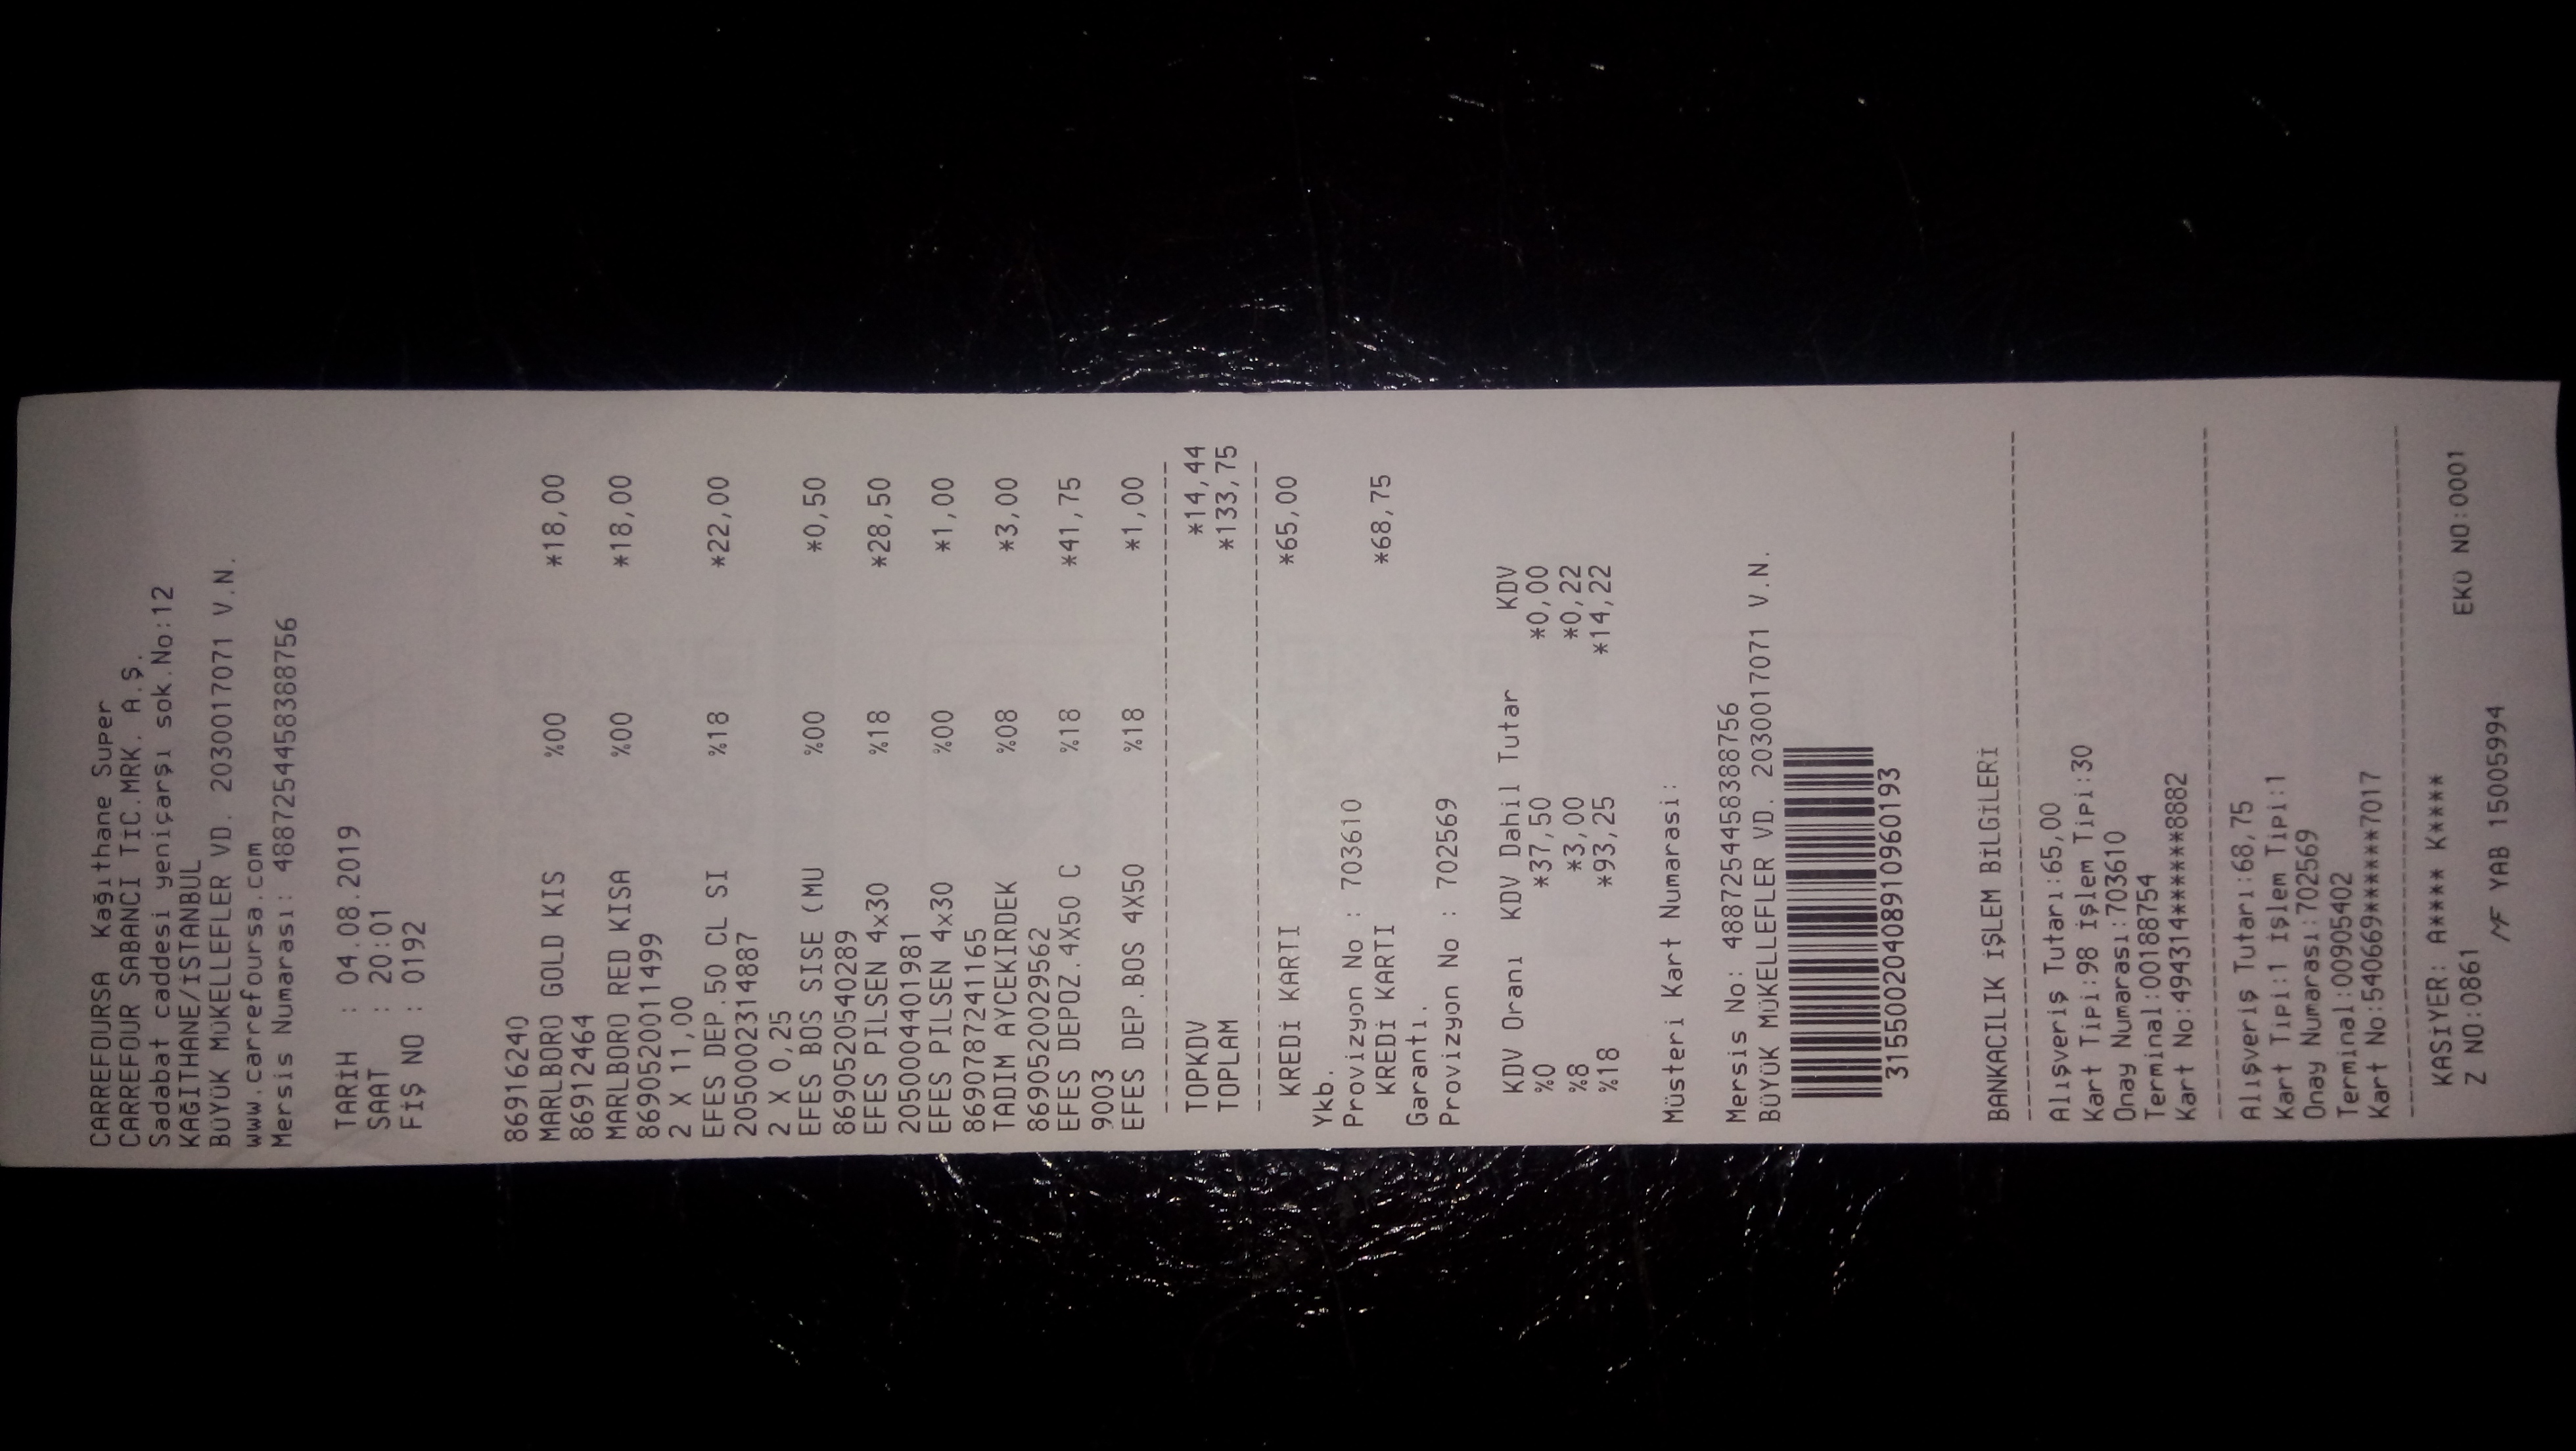 CARREFOURSA Kağıthane Super
CARREFOUR SABANCI TİC.MRK. A.Ş.
Sadabat caddesi yeniçarşı sok.No:12
KAĞITHANE/İSTANBUL
BÜYÜK MÜKELLEFLER VD. 2030017071 V.N.
www.carrefoursa.com
Mersis Numarası: 4887254458388756
TARİH : 04.08.2019
SAAT : 20:01
FİŞ NO : 0192
86916240
MARLBORO GOLD KIS %00 *18,00
86912464
MARLBORO RED KISA %00 *18,00
8690520011499
2 X 11,00
EFES DEP.50 CL SI %18 *22,00
2050002314887
2 X 0,25
EFES BOS SISE (MU %00 *0,50
8690520540289
EFES PILSEN 4x30 %18 *28,50
2050004401981
EFES PILSEN 4x30 %00 *1,00
8690787241165
TADIM AYCEKIRDEK %08 *3,00
8690520029562
EFES DEPOZ.4X50 C %18 *41,75
9003
EFES DEP.BOS 4X50 %18 *1,00
TOPKDV *14,44
TOPLAM *133,75
KREDİ KARTI *65,00
Ykb.
Provizyon No : 703610
KREDİ KARTI *68,75
Garantı.
Provizyon No : 702569
KDV Oranı KDV Dahil Tutar KDV
%0 *37,50 *0,00
%8 *3,00 *0,22
%18 *93,25 *14,22
Müsteri Kart Numarasi:
Mersis No: 4887254458388756
BÜYÜK MÜKELLEFLER VD. 2030017071 V.N.
31550020408910960193
BANKACILIK İŞLEM BİLGİLERİ
Alışveriş Tutarı:65,00
Kart Tipi:98 İşlem Tipi:30
Onay Numarası:703610
Terminal:00188754
Kart No:494314******8882
Alışveriş Tutarı:68,75
Kart Tipi:1 İşlem Tipi:1
Onay Numarası:702569
Terminal:00905402
Kart No:540669******7017
KASİYER: A**** K****
Z NO:0861 EKÜ NO:0001
MF YAB 15005994